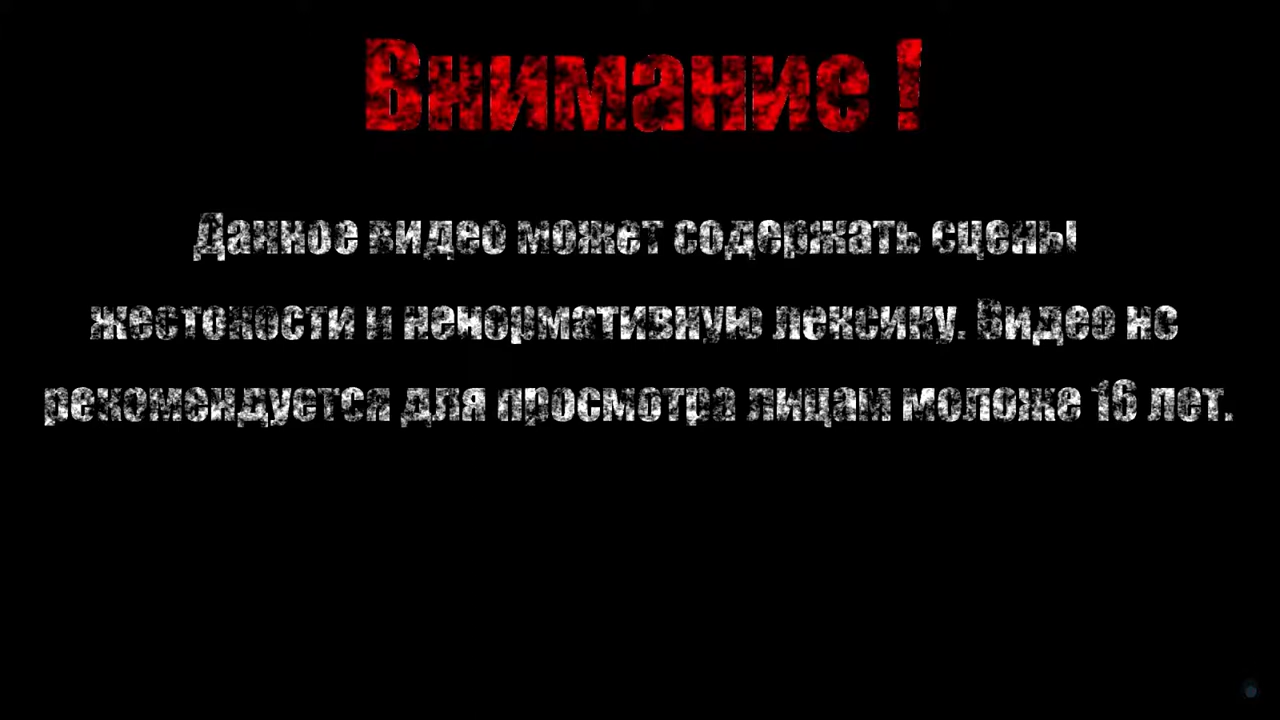 Внимание !
Данное видео может содержать сцены
жестокости и ненормативную лексику. Видео не
рекомендуется для просмотра лицам моложе 16 лет.